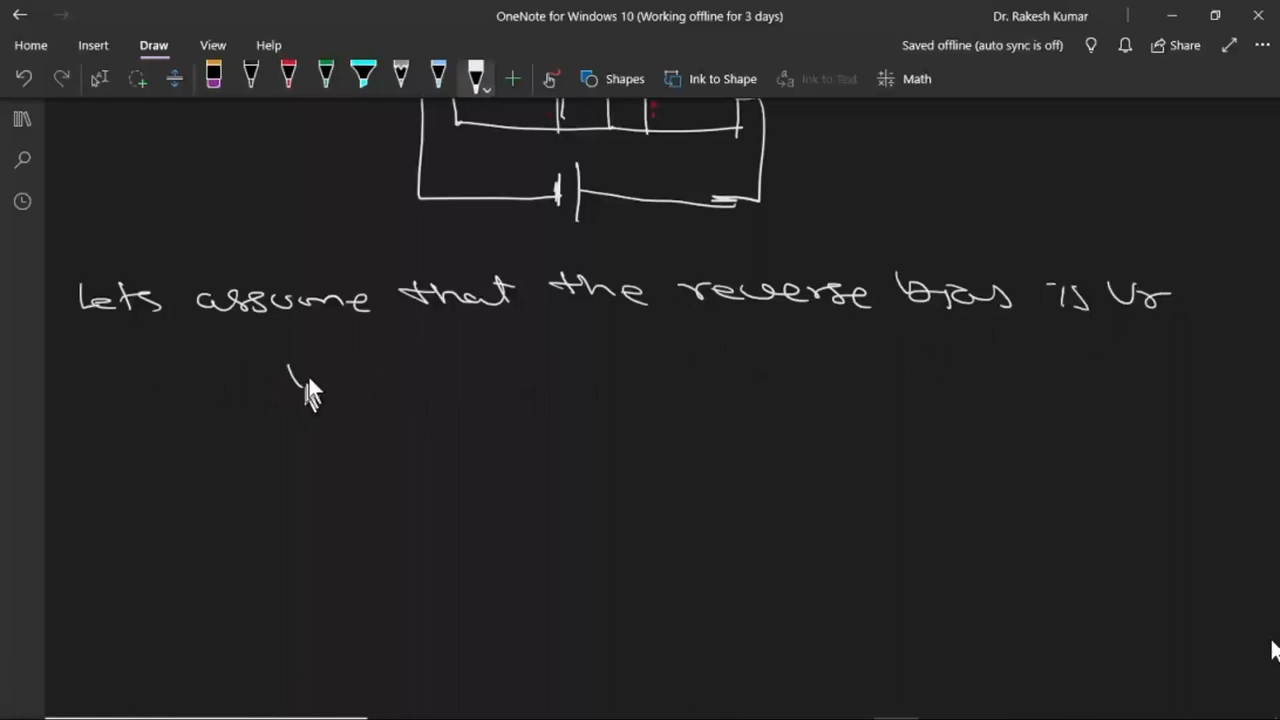 OneNote for Windows 10 (Working offline for 3 days)
Dr. Rakesh Kumar
Home Insert Draw View Help
Saved offline (auto sync is off)
Share
Shapes
Ink to Shape
Ink to Text
Math
Lets assume that the reverse bias is Vr